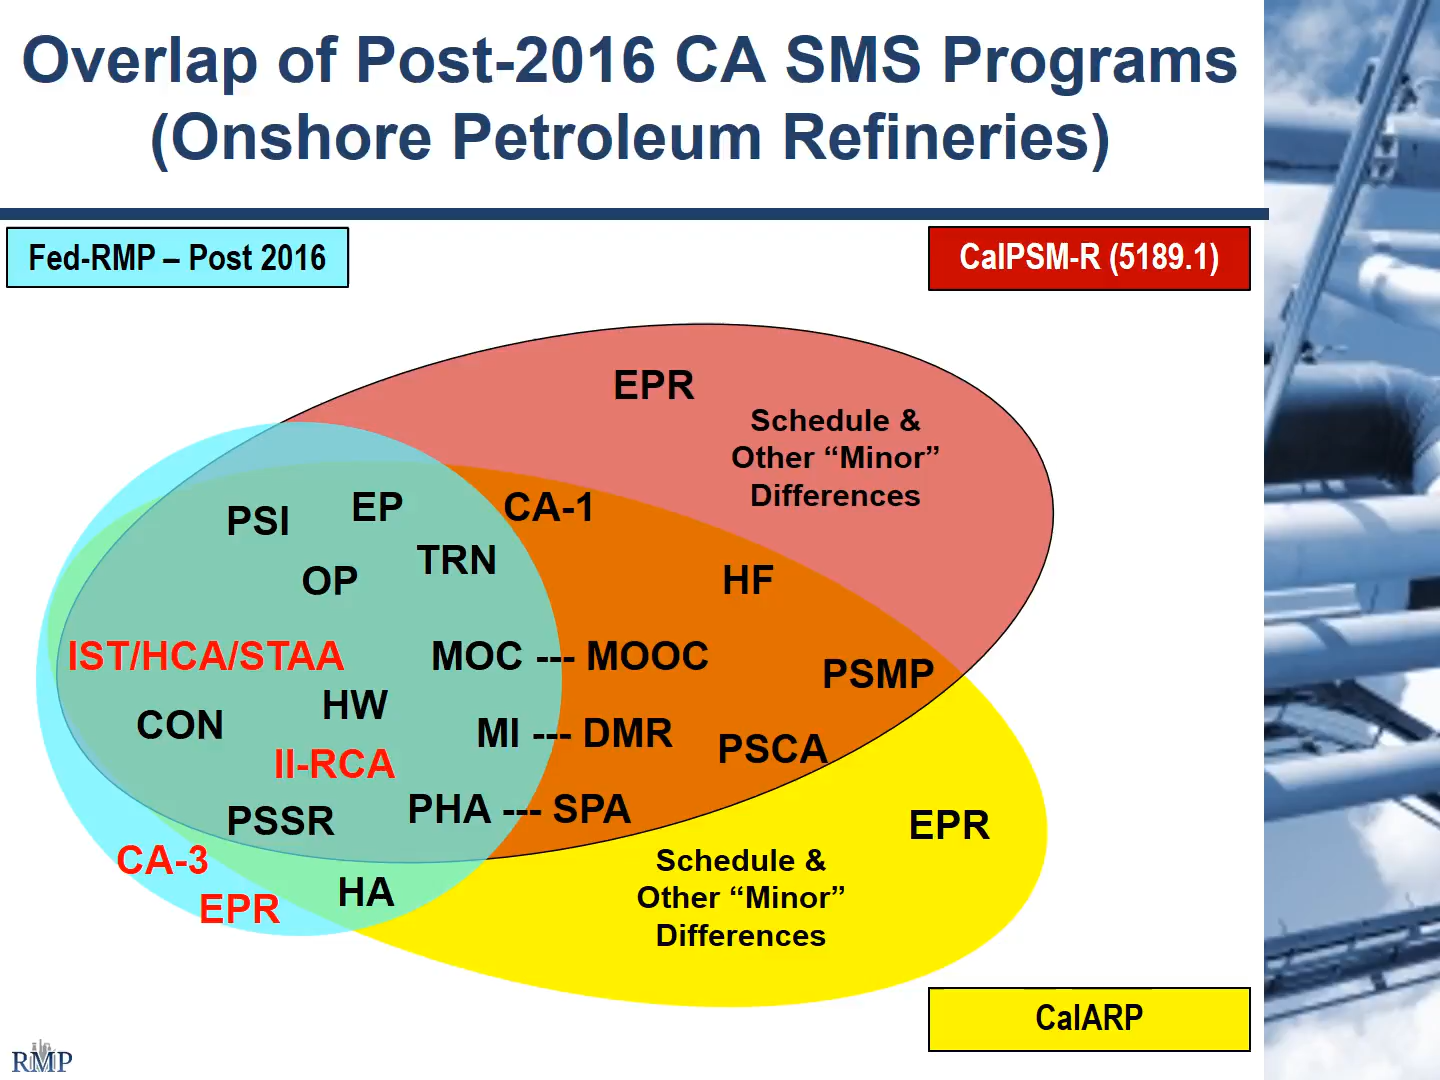 Overlap of Post-2016 CA SMS Programs
(Onshore Petroleum Refineries)
Fed-RMP – Post 2016
CalPSM-R (5189.1)
EPR
Schedule &
Other “Minor”
Differences
PSI
EP
CA-1
TRN
OP
HF
IST/HCA/STAA
MOC --- MOOC
PSMP
HW
CON
MI --- DMR
PSCA
II-RCA
PSSR
PHA --- SPA
EPR
CA-3
Schedule &
Other “Minor”
Differences
HA
EPR
CalARP
RMP